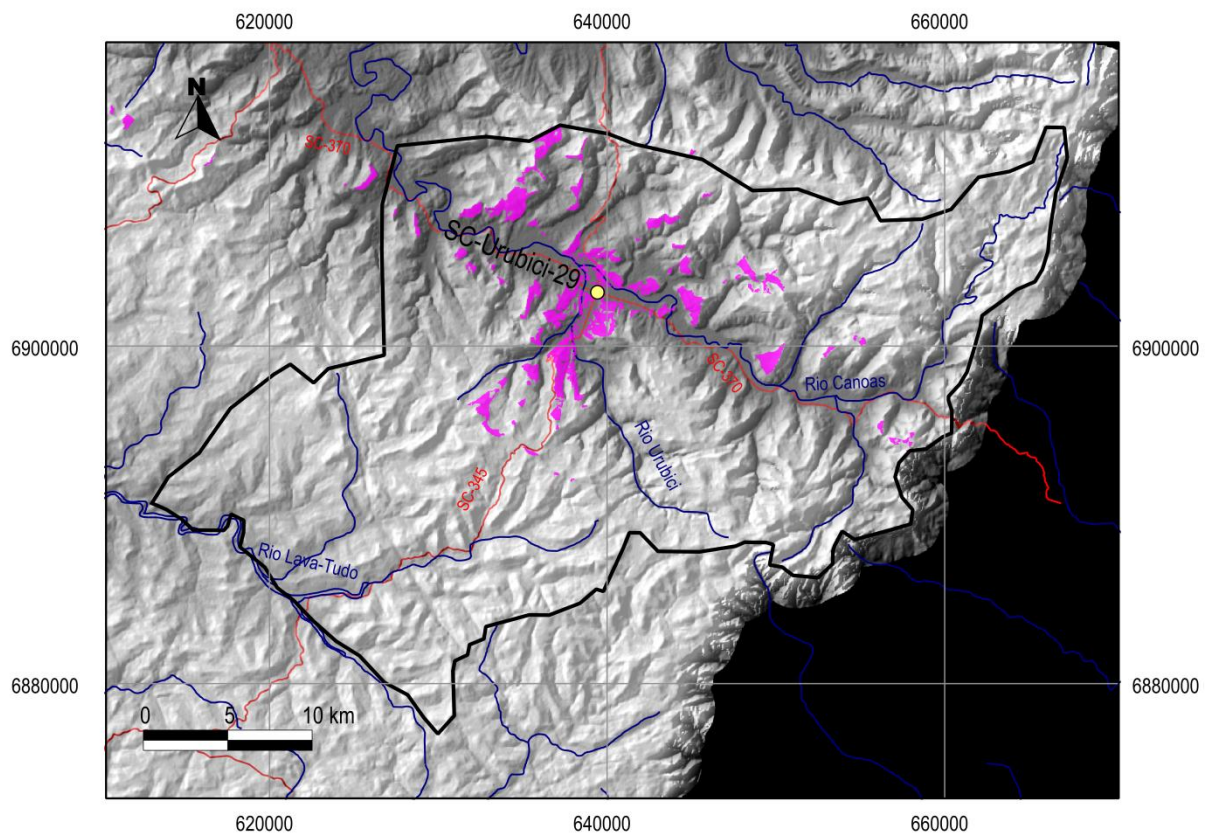 620000 640000 660000
N
SC-370
SC-Urubici-29
6900000
SC-370
Rio Canoas
Rio Urubici
SC-345
Rio Lava-Tudo
6880000 6880000
0 5 10 km
6900000
620000 640000 660000